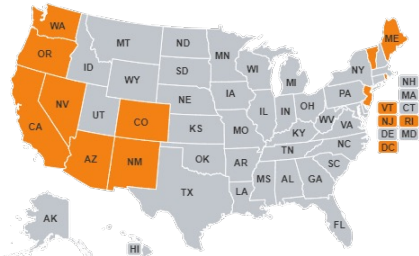 WA
ME
MT ND
OR MN
ID SD WI NY
WY MI NH
IA PA MA
NE VT CT
NV OH NJ RI
UT IL IN DE MD
CO WV VA DC
CA KS MO KY
NC
TN
AZ NM OK AR SC
MS AL GA
TX LA
AK FL
HI